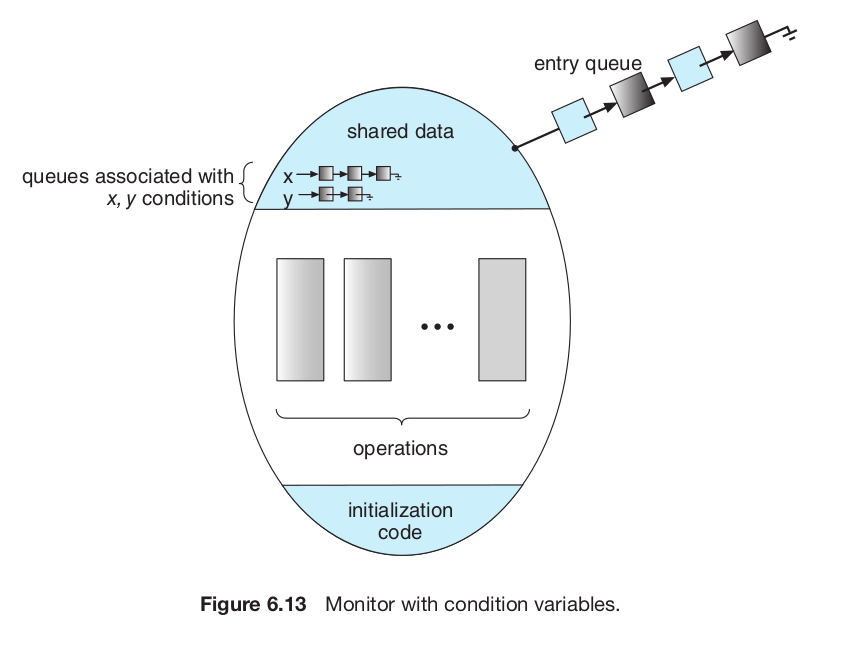 entry queue
shared data
queues associated with
x, y conditions
x
y
...
operations
initialization
code
Figure 6.13 Monitor with condition variables.